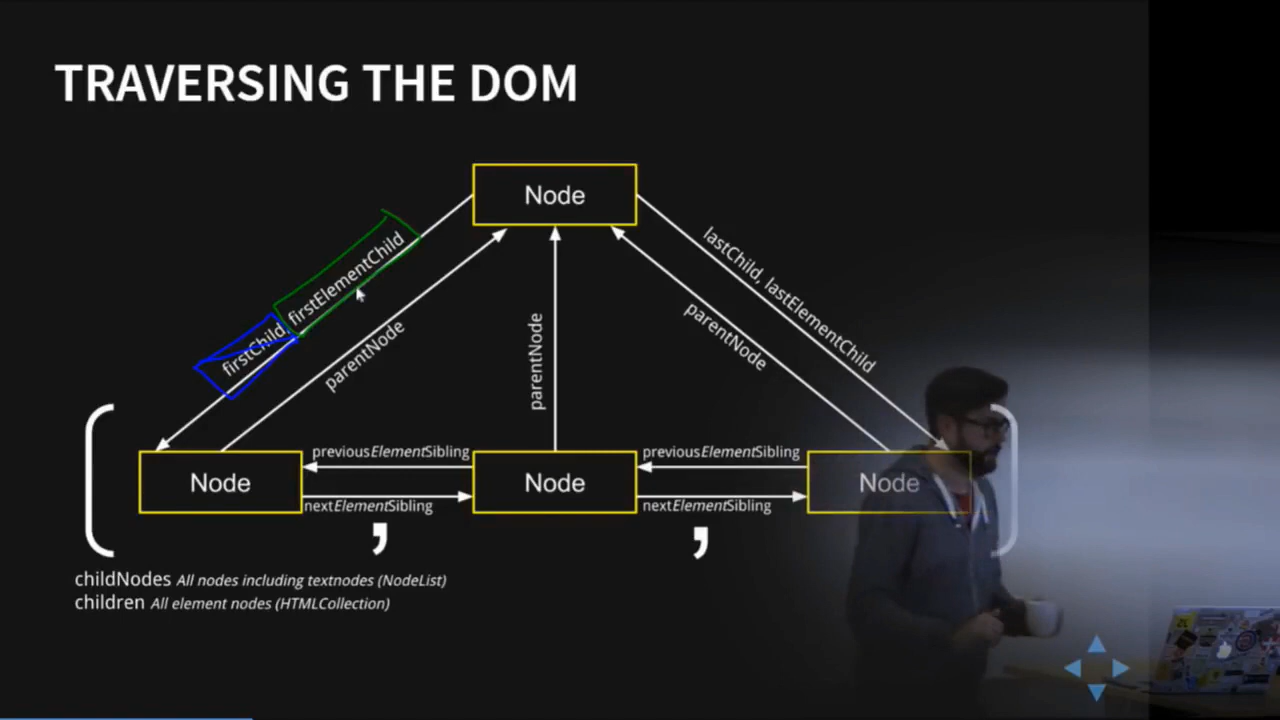 TRAVERSING THE DOM
Node
firstChild, firstElementChild
parentNode
parentNode
parentNode
lastChild, lastElementChild
previousElementSibling
previousElementSibling
Node
Node
Node
nextElementSibling
nextElementSibling
, ,
childNodes All nodes including textnodes (NodeList)
children All element nodes (HTMLCollection)